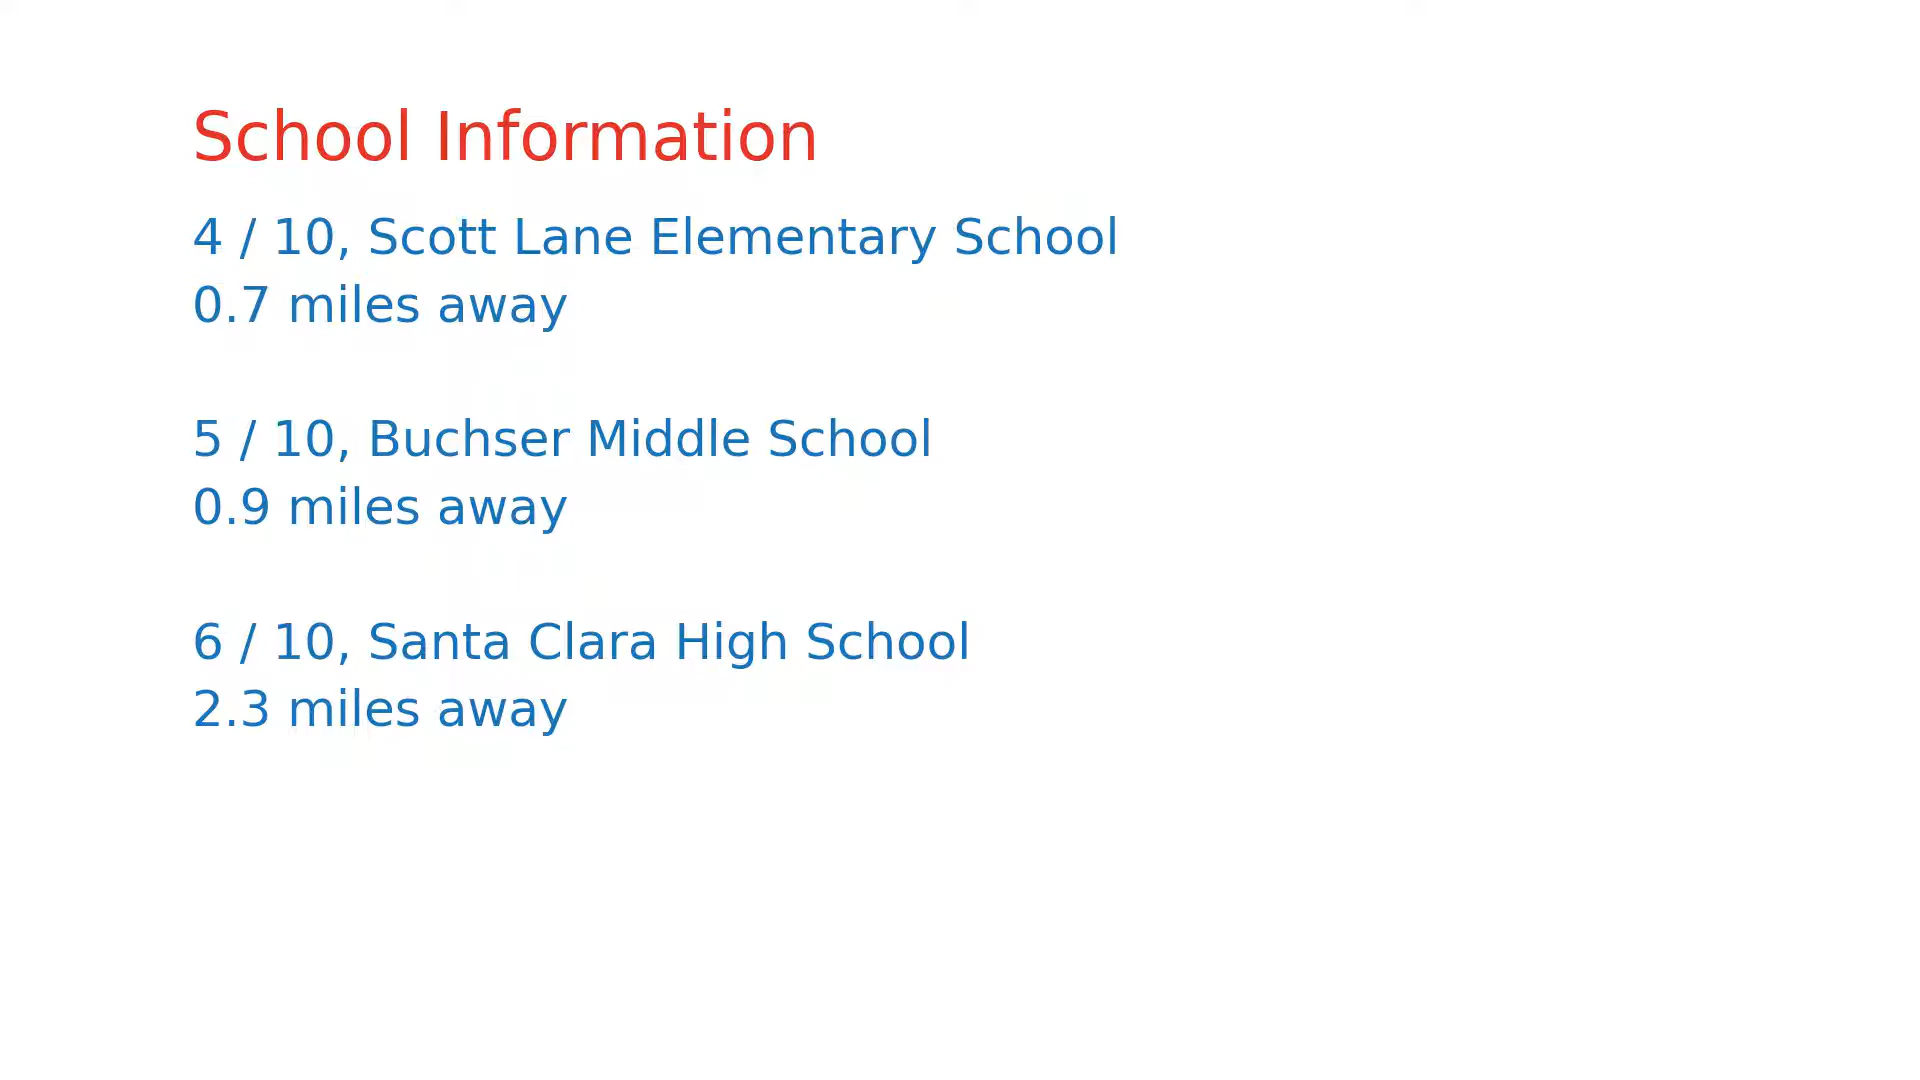 School Information
4 / 10, Scott Lane Elementary School
0.7 miles away
5 / 10, Buchser Middle School
0.9 miles away
6 / 10, Santa Clara High School
2.3 miles away